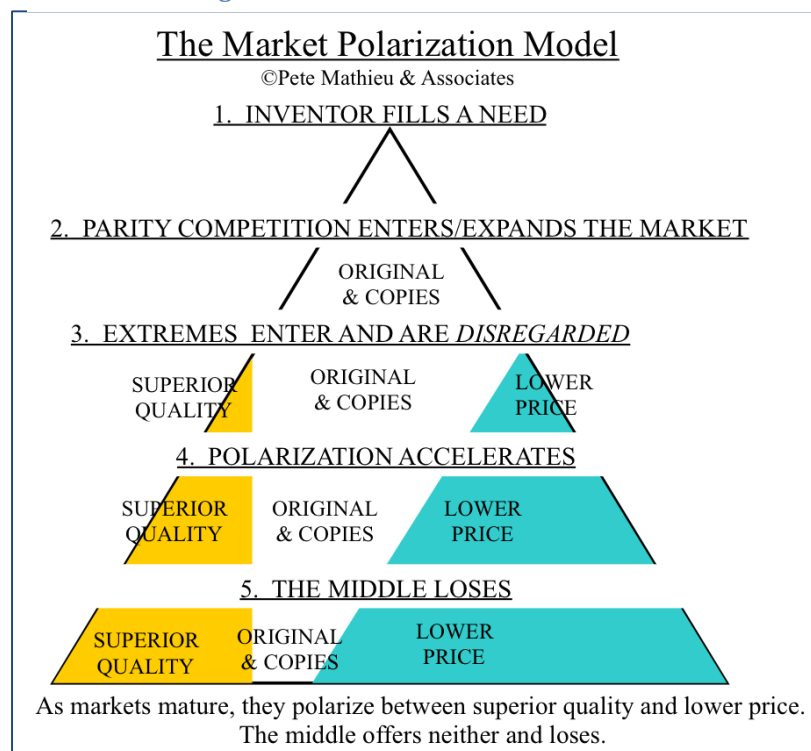 The Market Polarization Model
©Pete Mathieu & Associates
1. INVENTOR FILLS A NEED
2. PARITY COMPETITION ENTERS/EXPANDS THE MARKET
ORIGINAL
& COPIES
3. EXTREMES ENTER AND ARE DISREGARDED
SUPERIOR
QUALITY
ORIGINAL
& COPIES
LOWER
PRICE
4. POLARIZATION ACCELERATES
SUPERIOR
QUALITY
ORIGINAL
& COPIES
LOWER
PRICE
5. THE MIDDLE LOSES
SUPERIOR
QUALITY
ORIGINAL
& COPIES
LOWER
PRICE
As markets mature, they polarize between superior quality and lower price.
The middle offers neither and loses.